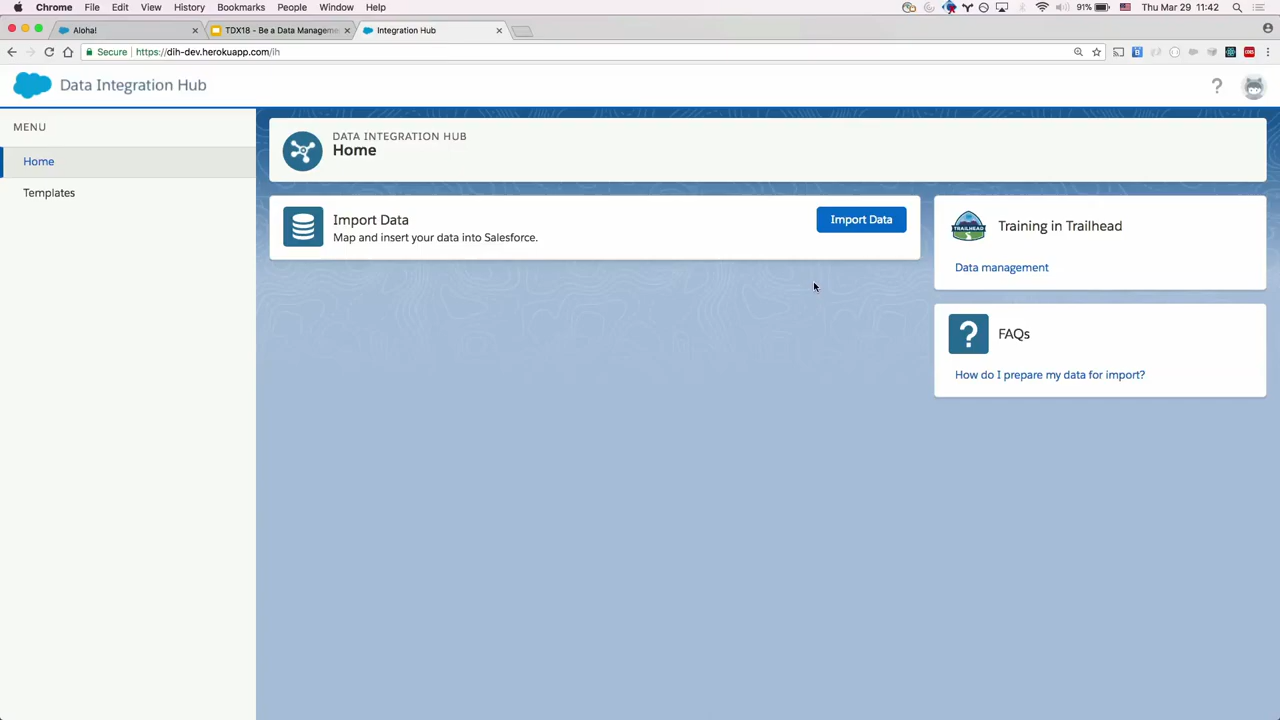 Chrome File Edit View History Bookmarks People Window Help 91% Thu Mar 29 11:42
Aloha! TDX18 - Be a Data Manageme Integration Hub
Secure https://dih-dev.herokuapp.com/ih
Data Integration Hub ?
MENU
Home
Templates
DATA INTEGRATION HUB
Home
Import Data
Map and insert your data into Salesforce.
Import Data
TRAILHEAD
Training in Trailhead
Data management
? FAQs
How do I prepare my data for import?